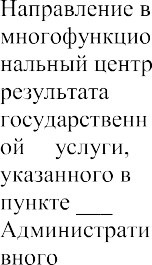 Направление в
многофункцио
нальный центр
результата
государственн
ой услуги,
указанного в
пункте ___
Администрати
вного